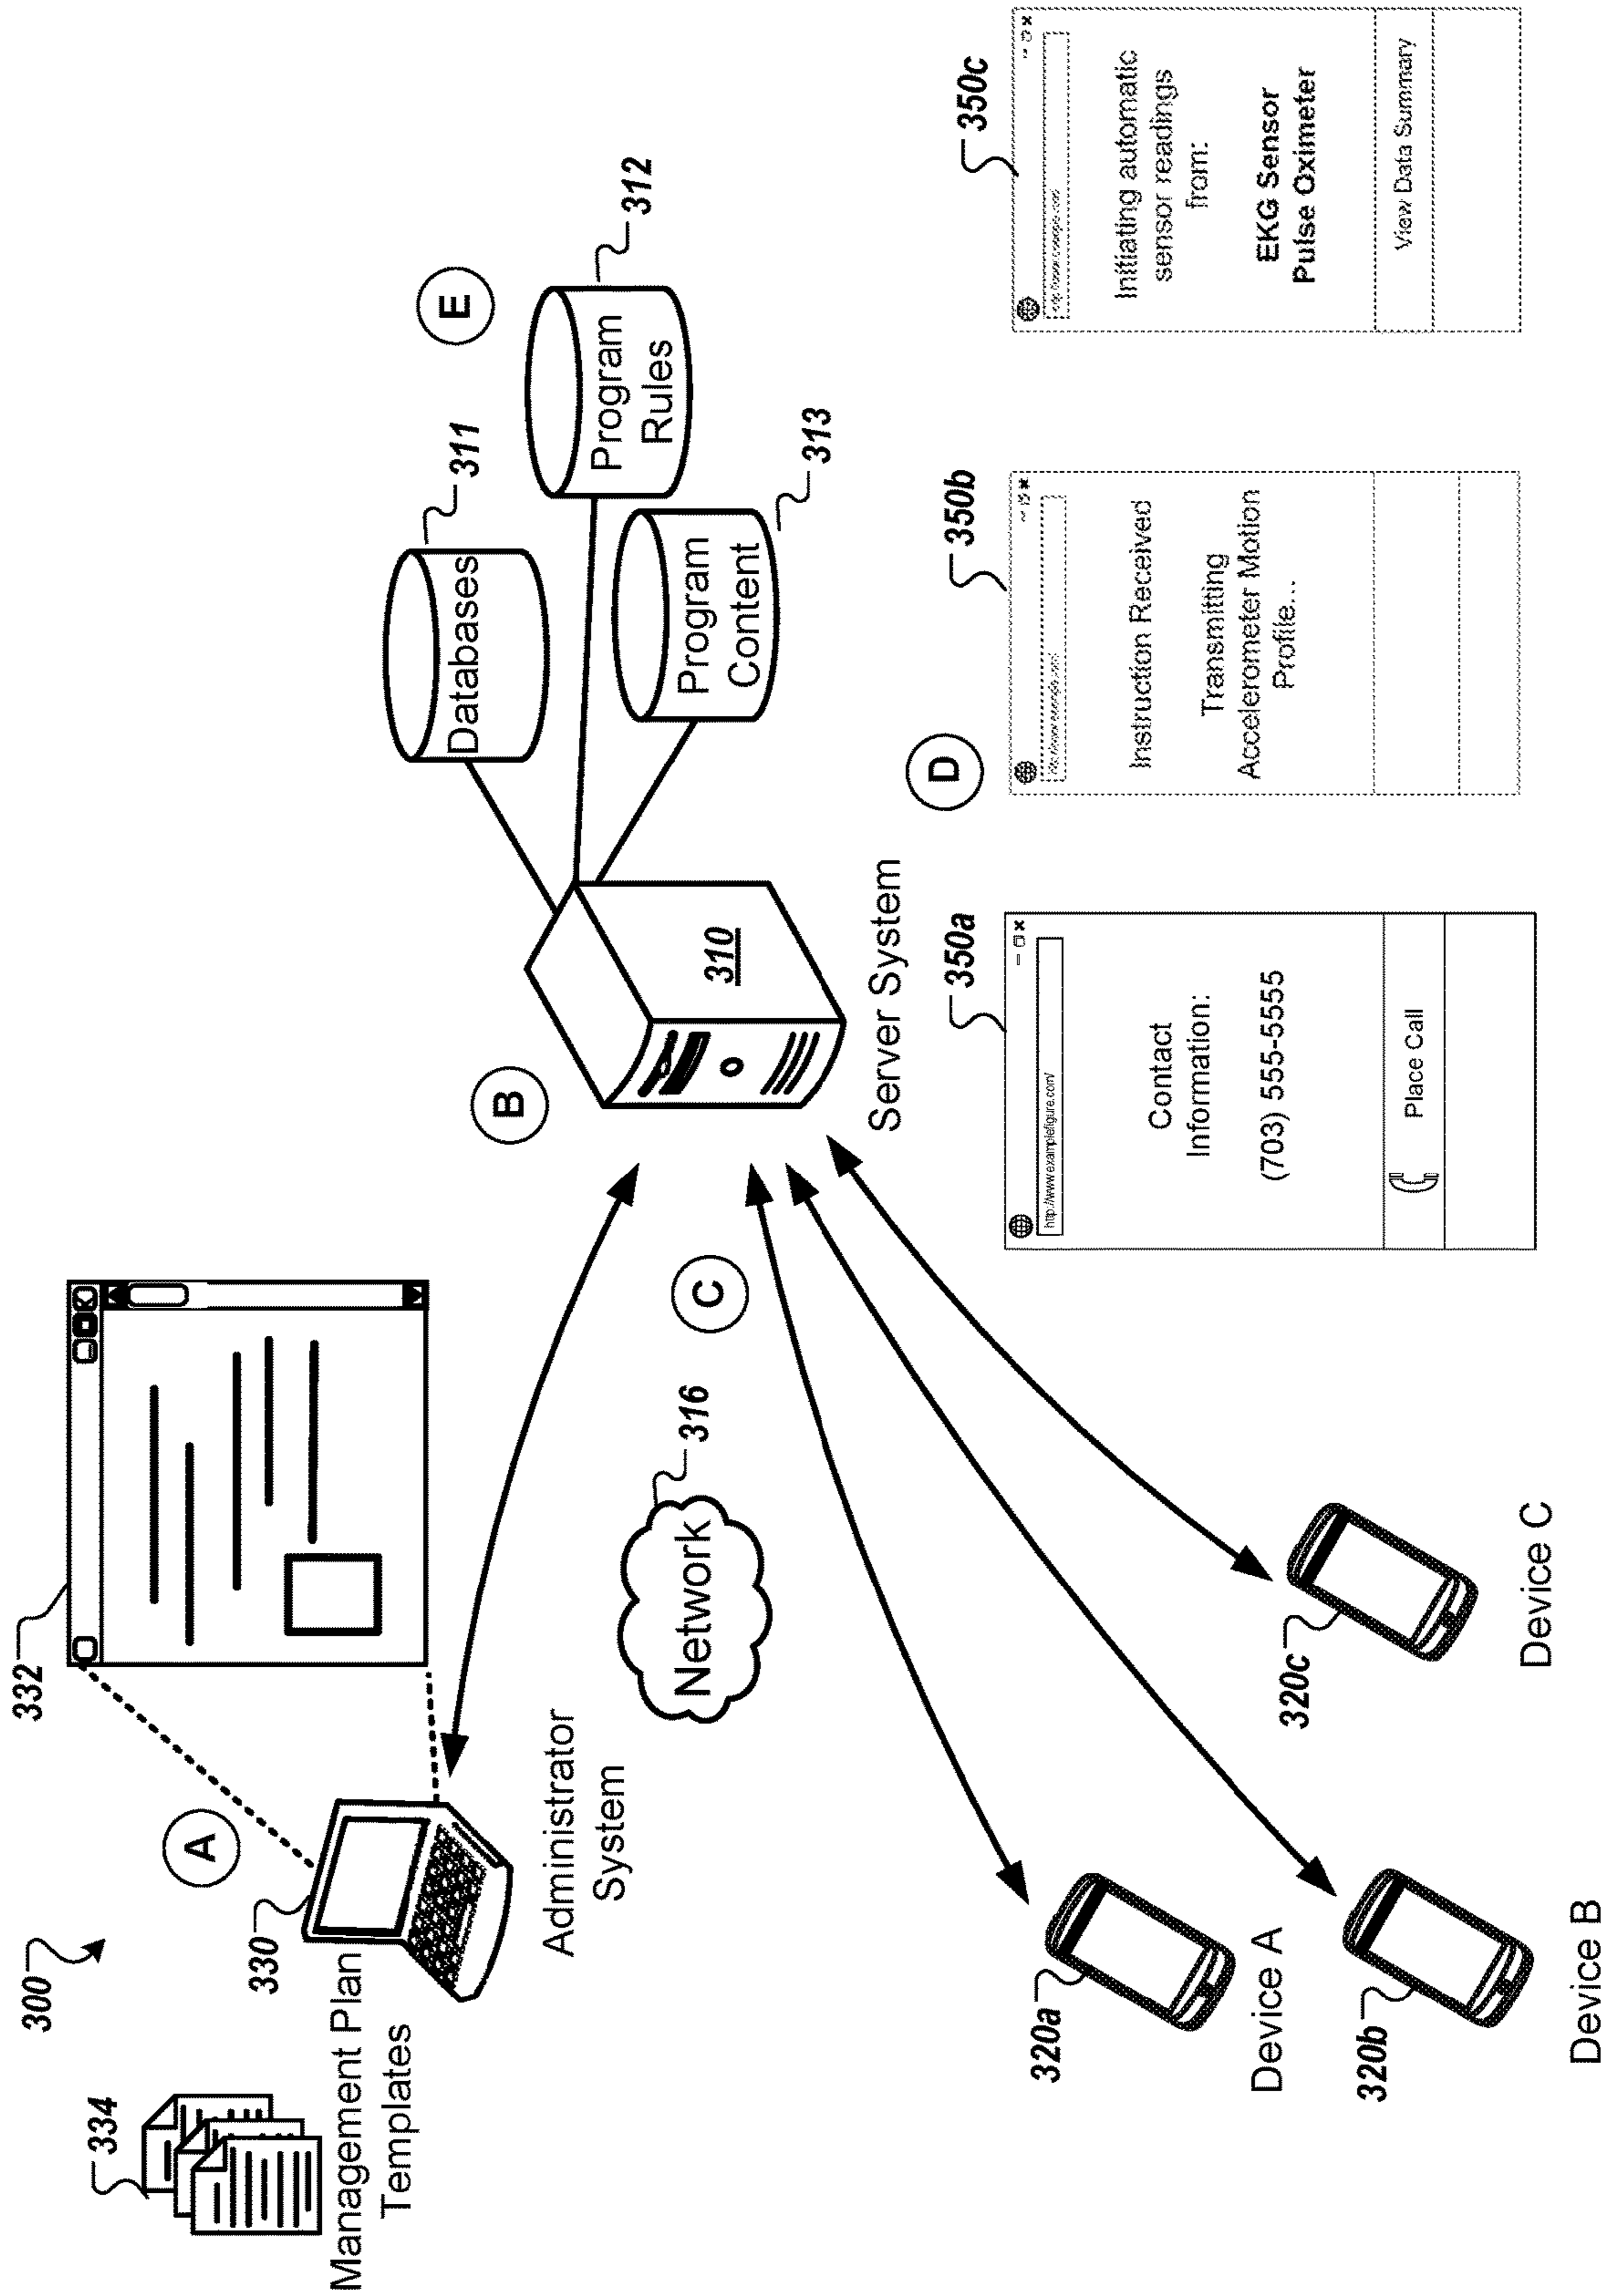 300
334
Management Plan
Templates
A
330
332
Administrator
System
Network
316
B
C
310
Server System
Databases
311
E
Program
Rules
312
Program
Content
313
320a
Device A
320b
Device B
320c
Device C
D
350a
http://www.examplefigure.com/
Contact
Information:
(703) 555-5555
Place Call
350b
Instruction Received
Transmitting
Accelerometer Motion
Profile...
350c
Initiating automatic
sensor readings
from:
EKG Sensor
Pulse Oximeter
View Data Summary